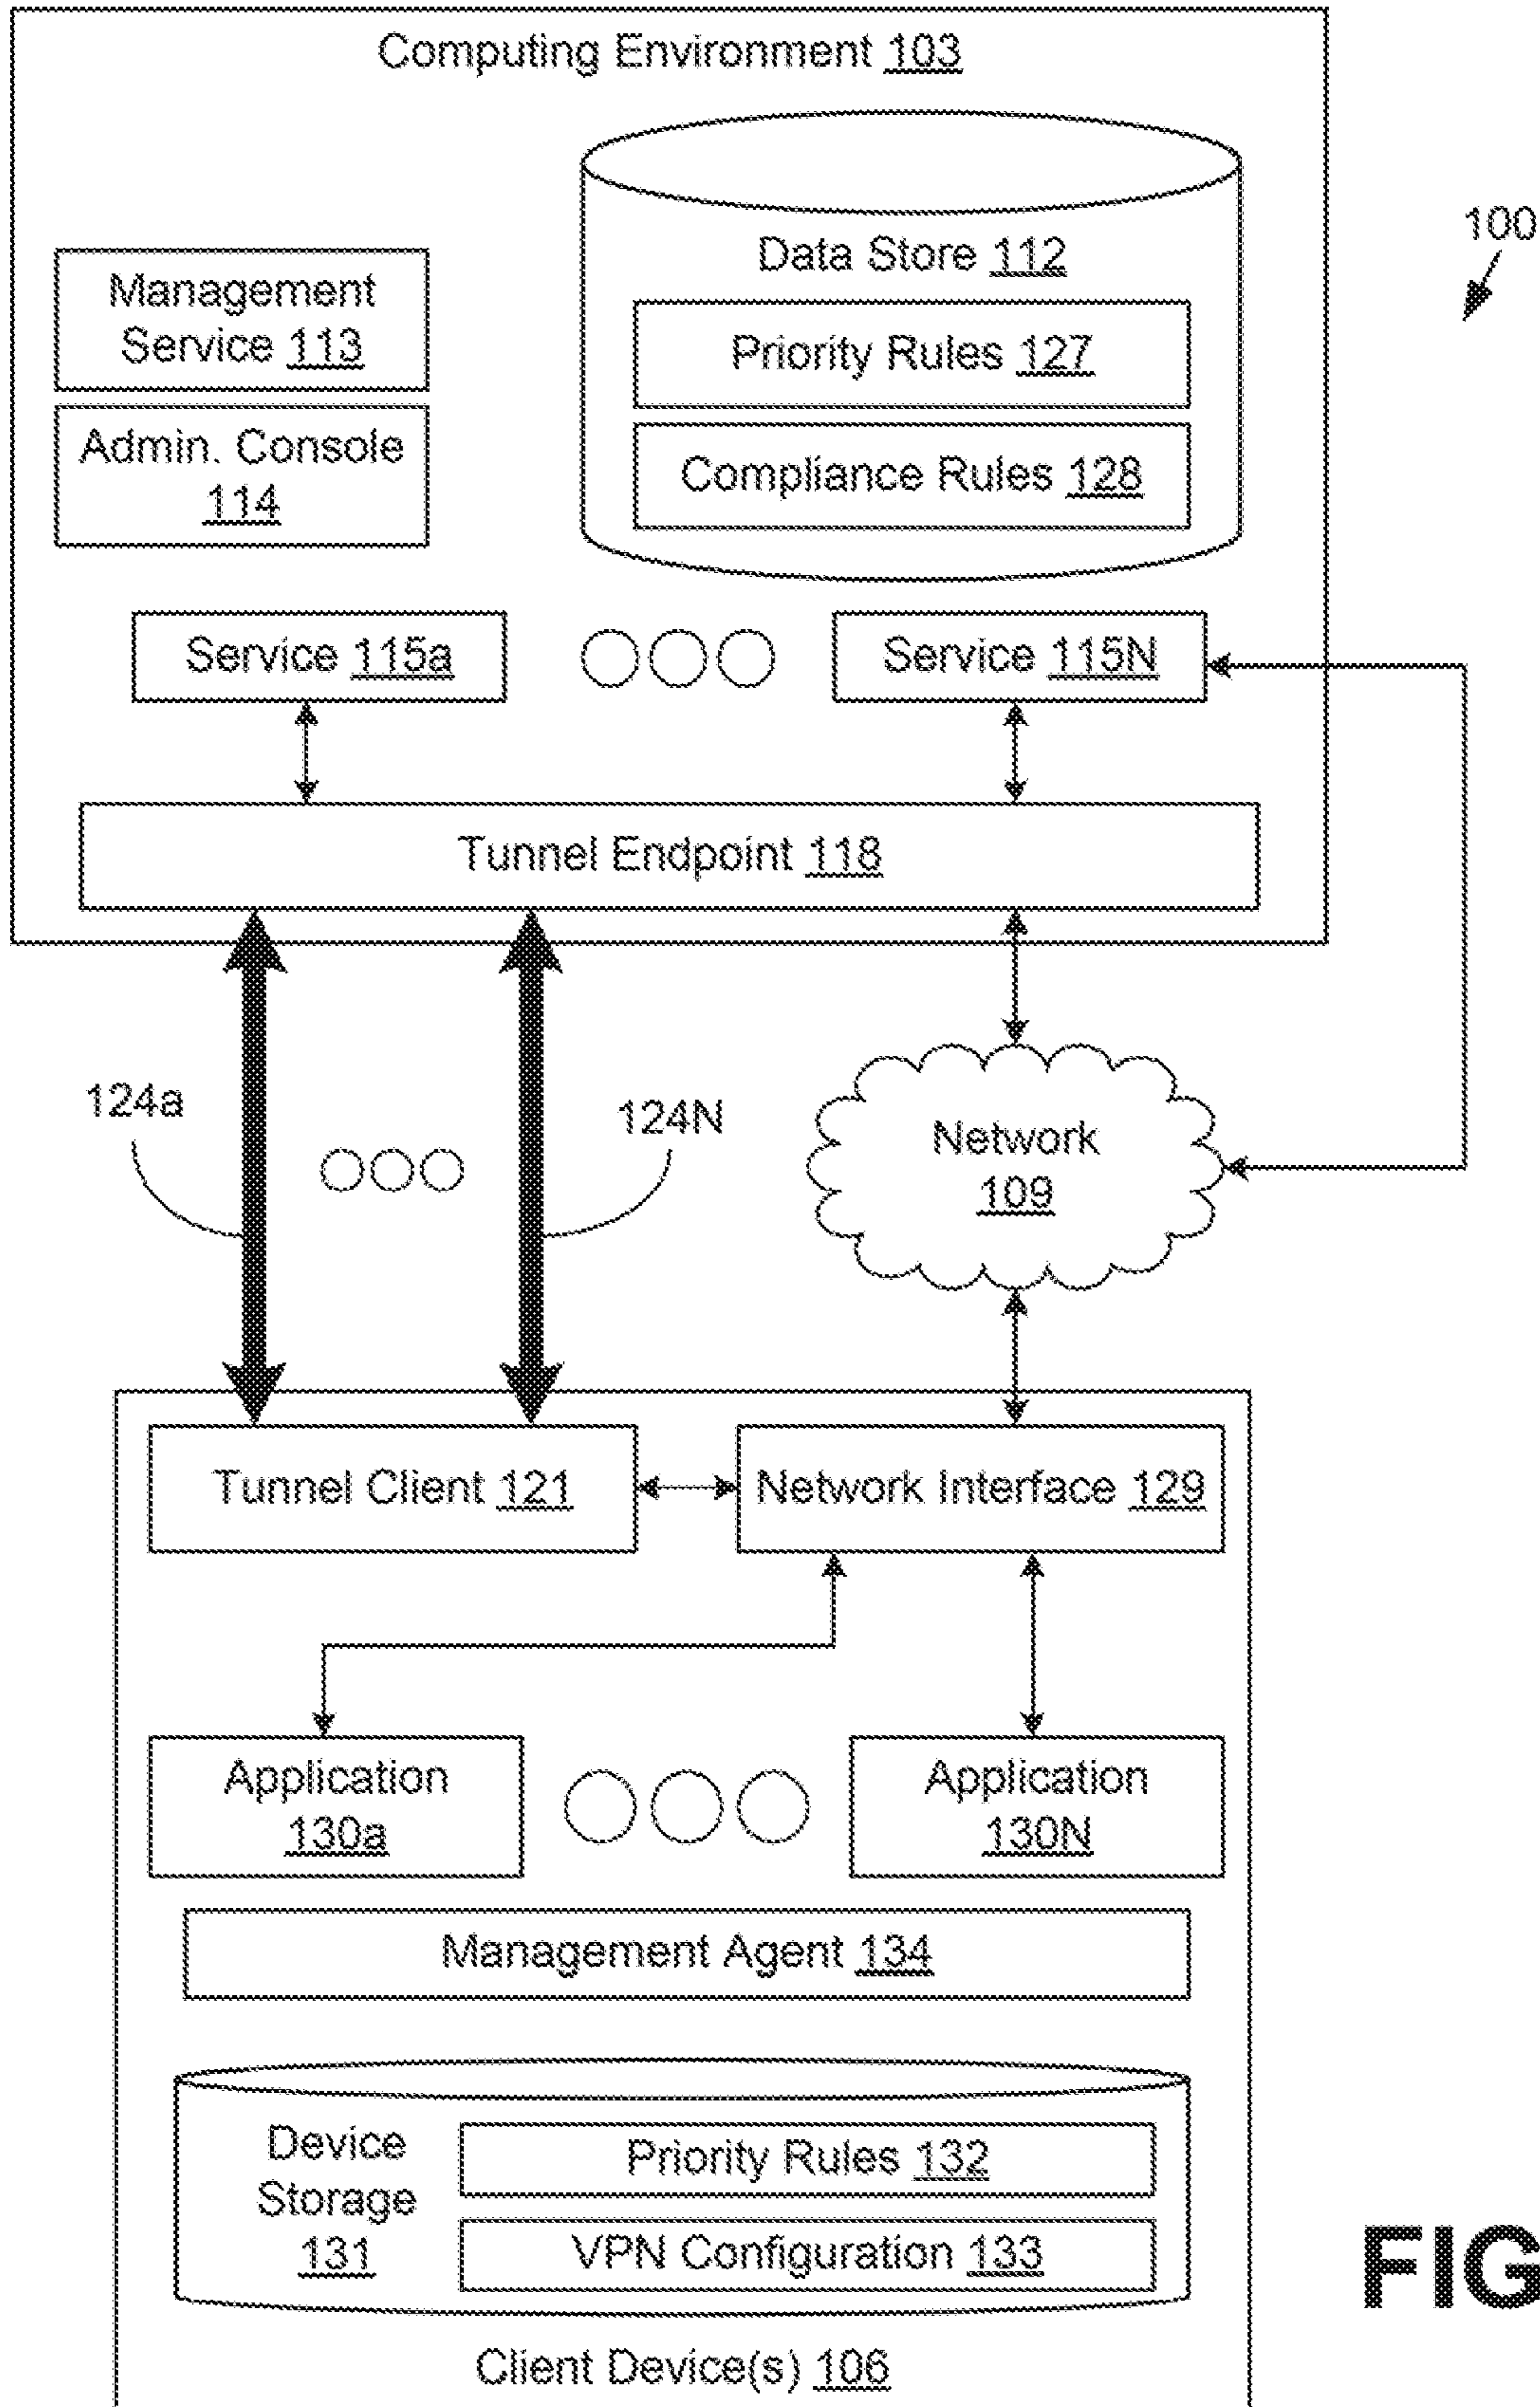 Computing Environment 103
100
Data Store 112
Management
Service 113
Priority Rules 127
Admin. Console
114
Compliance Rules 128
Service 115a
Service 115N
Tunnel Endpoint 118
124a
124N
Network
109
Tunnel Client 121
Network Interface 129
Application
130a
Application
130N
Management Agent 134
Device
Storage
131
Priority Rules 132
VPN Configuration 133
FIG
Client Device(s) 106